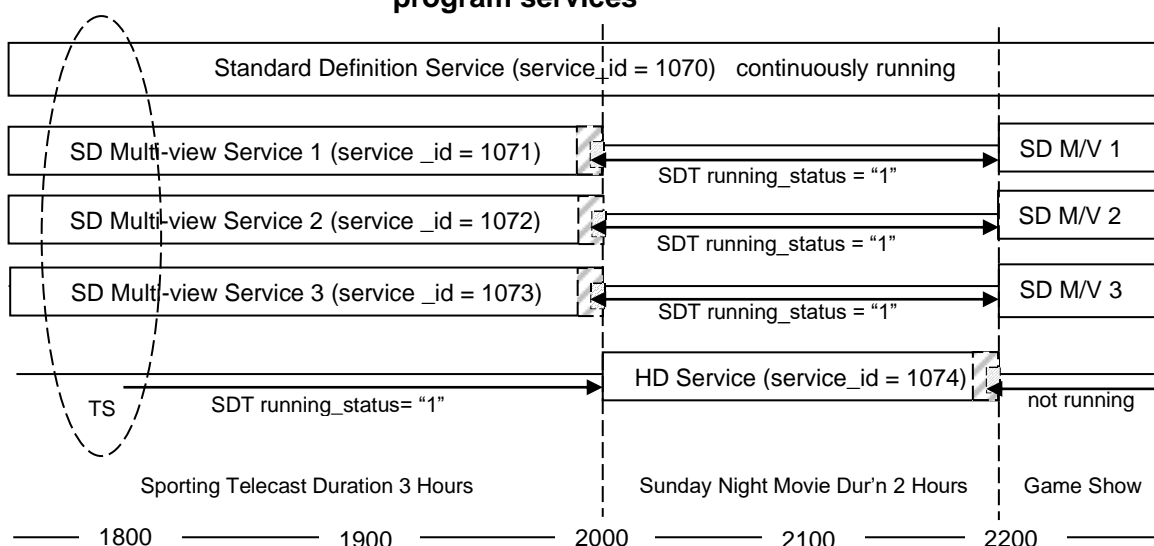 program services
Standard Definition Service (service_id = 1070) continuously running
SD Multi-view Service 1 (service _id = 1071)
SDT running_status = “1”
SD M/V 1
SD Multi-view Service 2 (service _id = 1072)
SDT running_status = “1”
SD M/V 2
SD Multi-view Service 3 (service _id = 1073)
SDT running_status = “1”
SD M/V 3
TS
SDT running_status= “1”
HD Service (service_id = 1074)
not running
Sporting Telecast Duration 3 Hours
Sunday Night Movie Dur’n 2 Hours
Game Show
1800 1900 2000 2100 2200